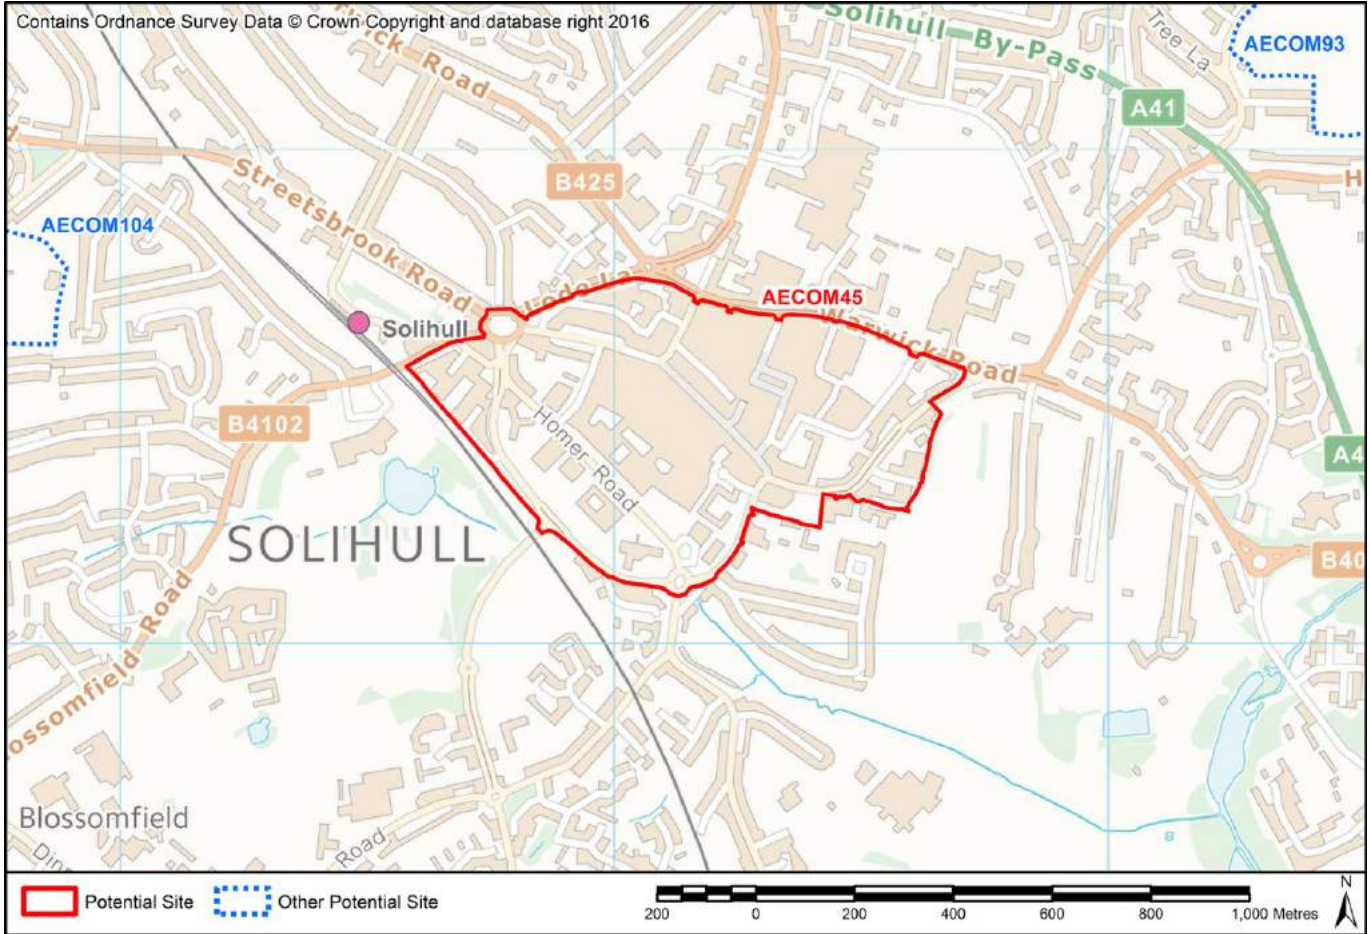 Contains Ordnance Survey Data © Crown Copyright and database right 2016
Road
Solihull By-Pass
Tree La
AECOM93
A41
B425
Streetsbrook Road
H
AECOM104
AECOM45
Warwick Road
Solihull
B4102
Homer Road
A4
SOLIHULL
B40
Blossomfield
Road
N
Potential Site
Other Potential Site
200 0 200 400 600 800 1,000 Metres